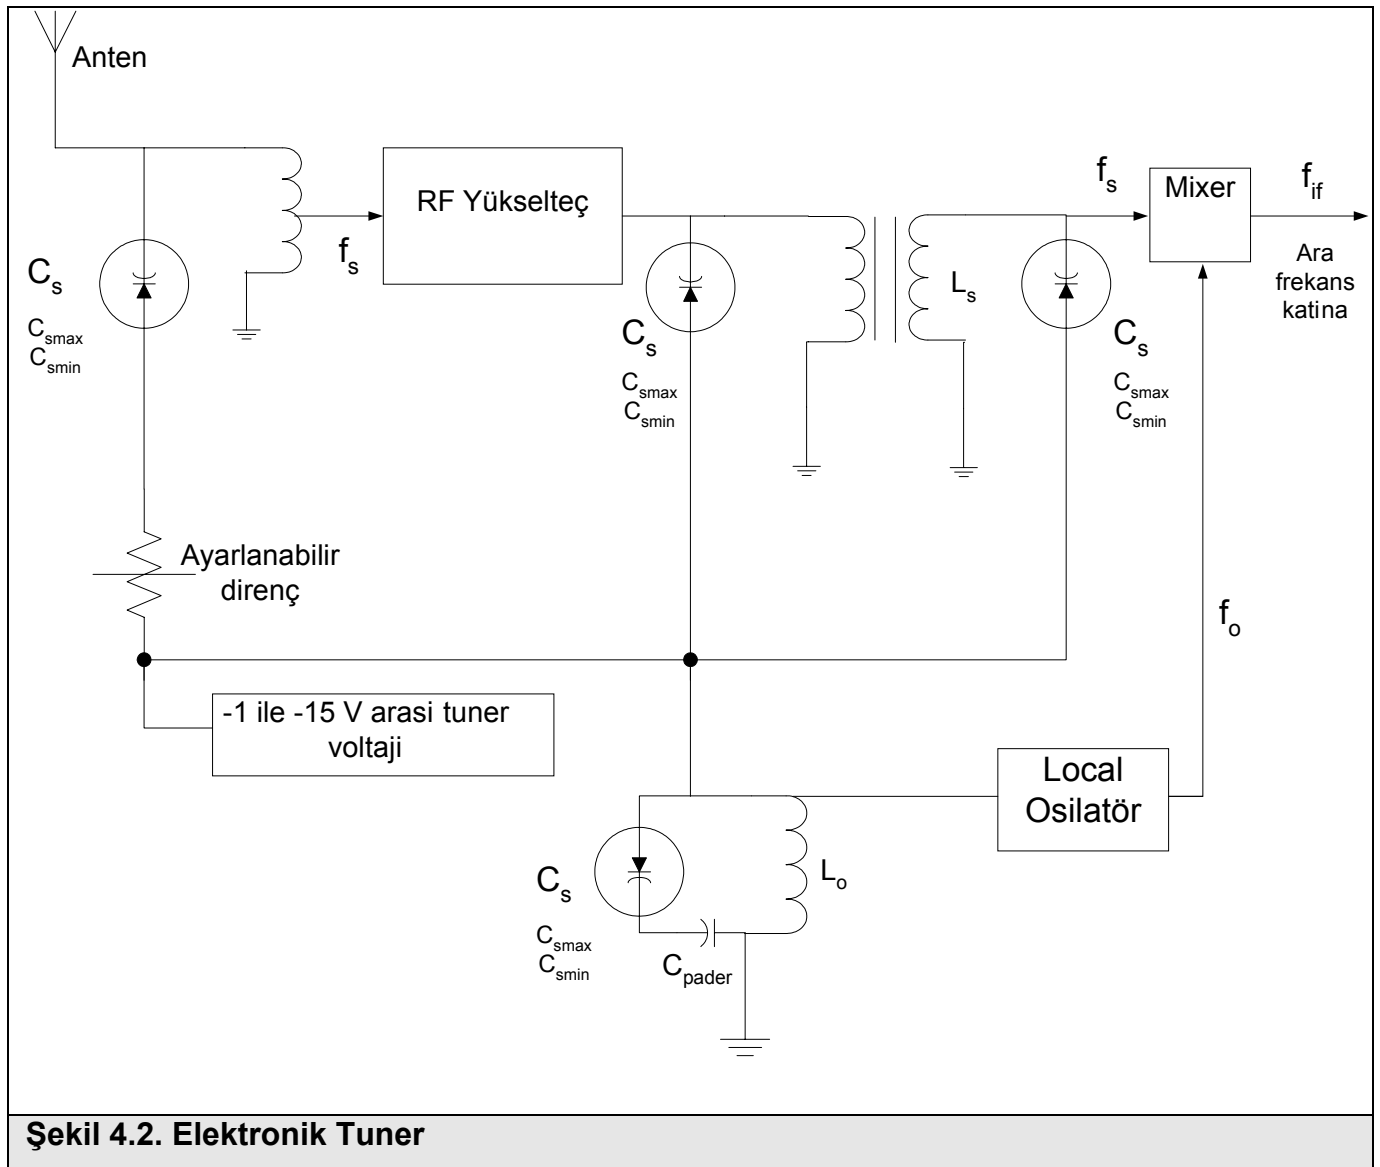 Anten
RF Yükselteç
f_s
C_s
C_smax
C_smin
C_s
C_smax
C_smin
L_s
f_s
Mixer
f_if
Ara
frekans
katina
C_s
C_smax
C_smin
Ayarlanabilir
direnç
f_o
-1 ile -15 V arasi tuner
voltaji
Local
Osilatör
C_s
C_smax
C_smin
C_pader
L_o
Şekil 4.2. Elektronik Tuner